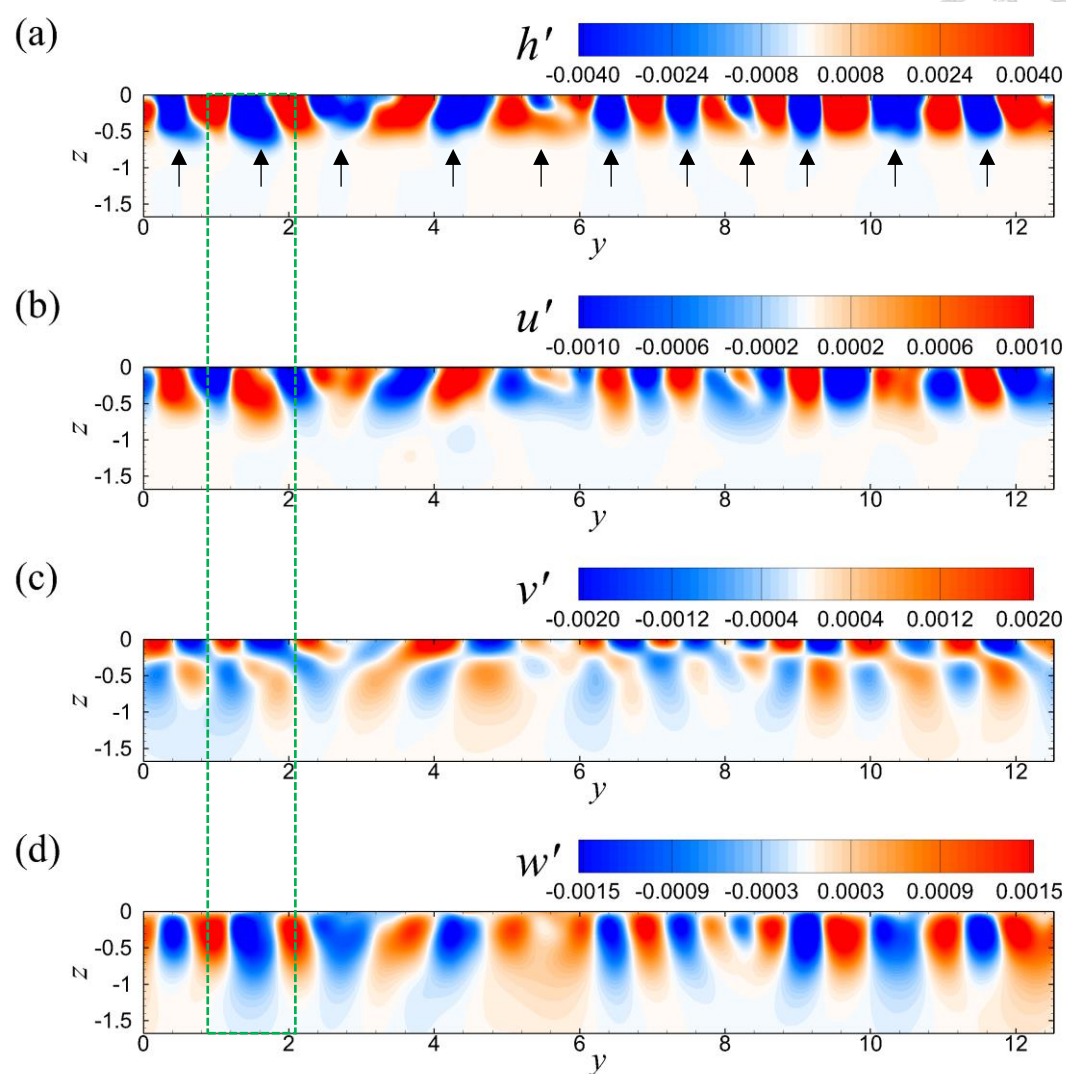 (a)
h′
-0.0040 -0.0024 -0.0008 0.0008 0.0024 0.0040
0
-0.5
-1
-1.5
z
0 2 4 6 8 10 12
y
(b)
u′
-0.0010 -0.0006 -0.0002 0.0002 0.0006 0.0010
0
-0.5
-1
-1.5
z
0 2 4 6 8 10 12
y
(c)
v′
-0.0020 -0.0012 -0.0004 0.0004 0.0012 0.0020
0
-0.5
-1
-1.5
z
0 2 4 6 8 10 12
y
(d)
w′
-0.0015 -0.0009 -0.0003 0.0003 0.0009 0.0015
0
-0.5
-1
-1.5
z
0 2 4 6 8 10 12
y